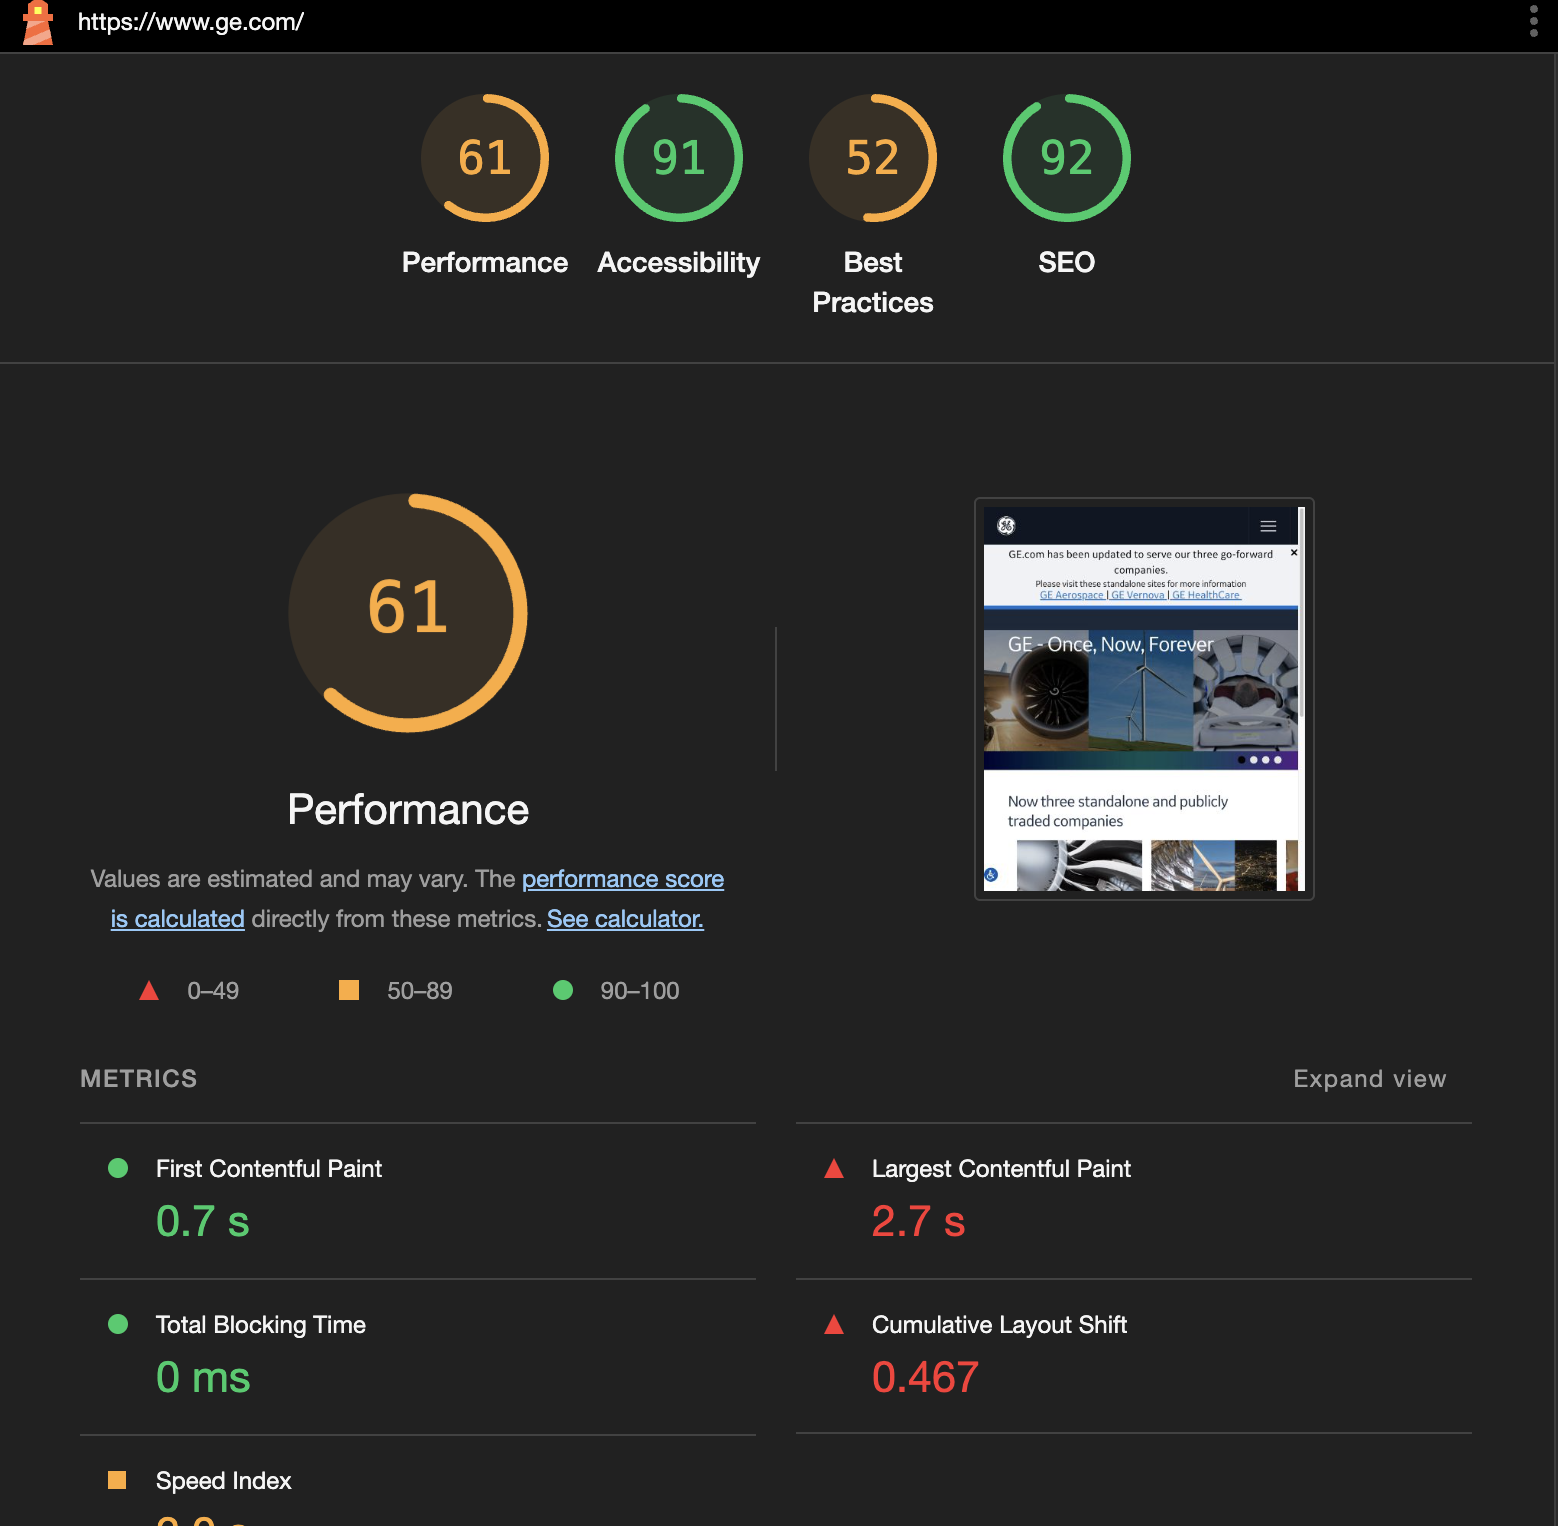 https://www.ge.com/
61
91
52
92
Performance
Accessibility
Best
Practices
SEO
61
Performance
Values are estimated and may vary. The performance score
is calculated directly from these metrics. See calculator.
0–49
50–89
90–100
GE.com has been updated to serve our three go-forward
companies.
Please visit these standalone sites for more information
GE Aerospace | GE Vernova | GE HealthCare
GE - Once, Now, Forever
Now three standalone and publicly
traded companies
METRICS
Expand view
First Contentful Paint
0.7 s
Largest Contentful Paint
2.7 s
Total Blocking Time
0 ms
Cumulative Layout Shift
0.467
Speed Index